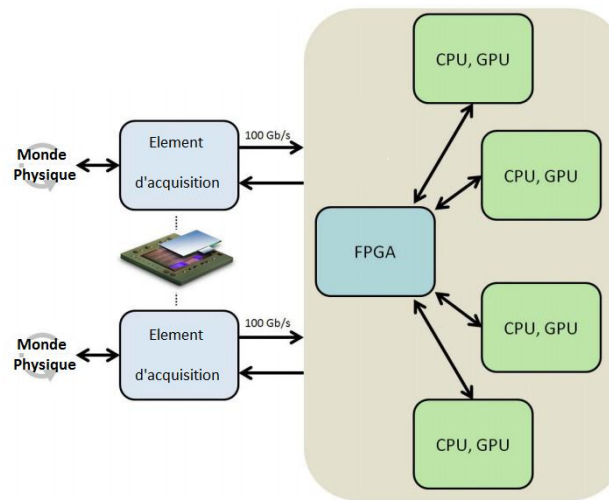 CPU, GPU
Element
d'acquisition
100 Gb/s
Monde
Physique
CPU, GPU
FPGA
CPU, GPU
Element
d'acquisition
100 Gb/s
Monde
Physique
CPU, GPU